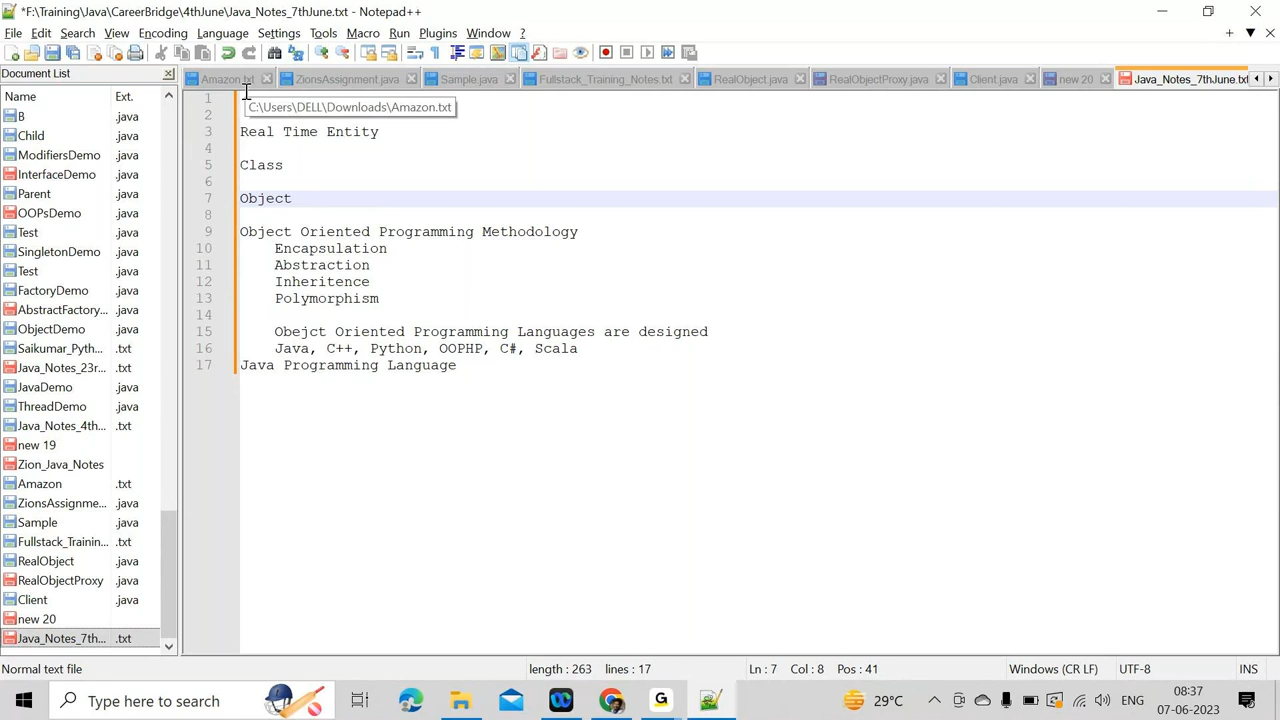 *F:\Training\Java\CareerBridge\4thJune\Java_Notes_7thJune.txt - Notepad++
File Edit Search View Encoding Language Settings Tools Macro Run Plugins Window ?
Document List
Amazon.txt ZionsAssignment.java Sample.java Fullstack_Training_Notes.txt RealObject.java RealObjectProxy.java Client.java new 20 Java_Notes_7thJune.txt
Name Ext.
B .java
Child .java
ModifiersDemo .java
InterfaceDemo .java
Parent .java
OOPsDemo .java
Test .java
SingletonDemo .java
Test .java
FactoryDemo .java
AbstractFactory... .java
ObjectDemo .java
Saikumar_Pyth... .txt
Java_Notes_23r... .txt
JavaDemo .java
ThreadDemo .java
Java_Notes_4th... .txt
new 19
Zion_Java_Notes
Amazon .txt
ZionsAssignme... .java
Sample .java
Fullstack_Trainin... .txt
RealObject .java
RealObjectProxy .java
Client .java
new 20
Java_Notes_7th... .txt
1
C:\Users\DELL\Downloads\Amazon.txt
2
3 Real Time Entity
4
5 Class
6
7 Object
8
9 Object Oriented Programming Methodology
10 Encapsulation
11 Abstraction
12 Inheritence
13 Polymorphism
14
15 Obejct Oriented Programming Languages are designed
16 Java, C++, Python, OOPHP, C#, Scala
17 Java Programming Language
Normal text file length : 263 lines : 17 Ln : 7 Col : 8 Pos : 41 Windows (CR LF) UTF-8 INS
Type here to search 29°C ENG 08:37
07-06-2023